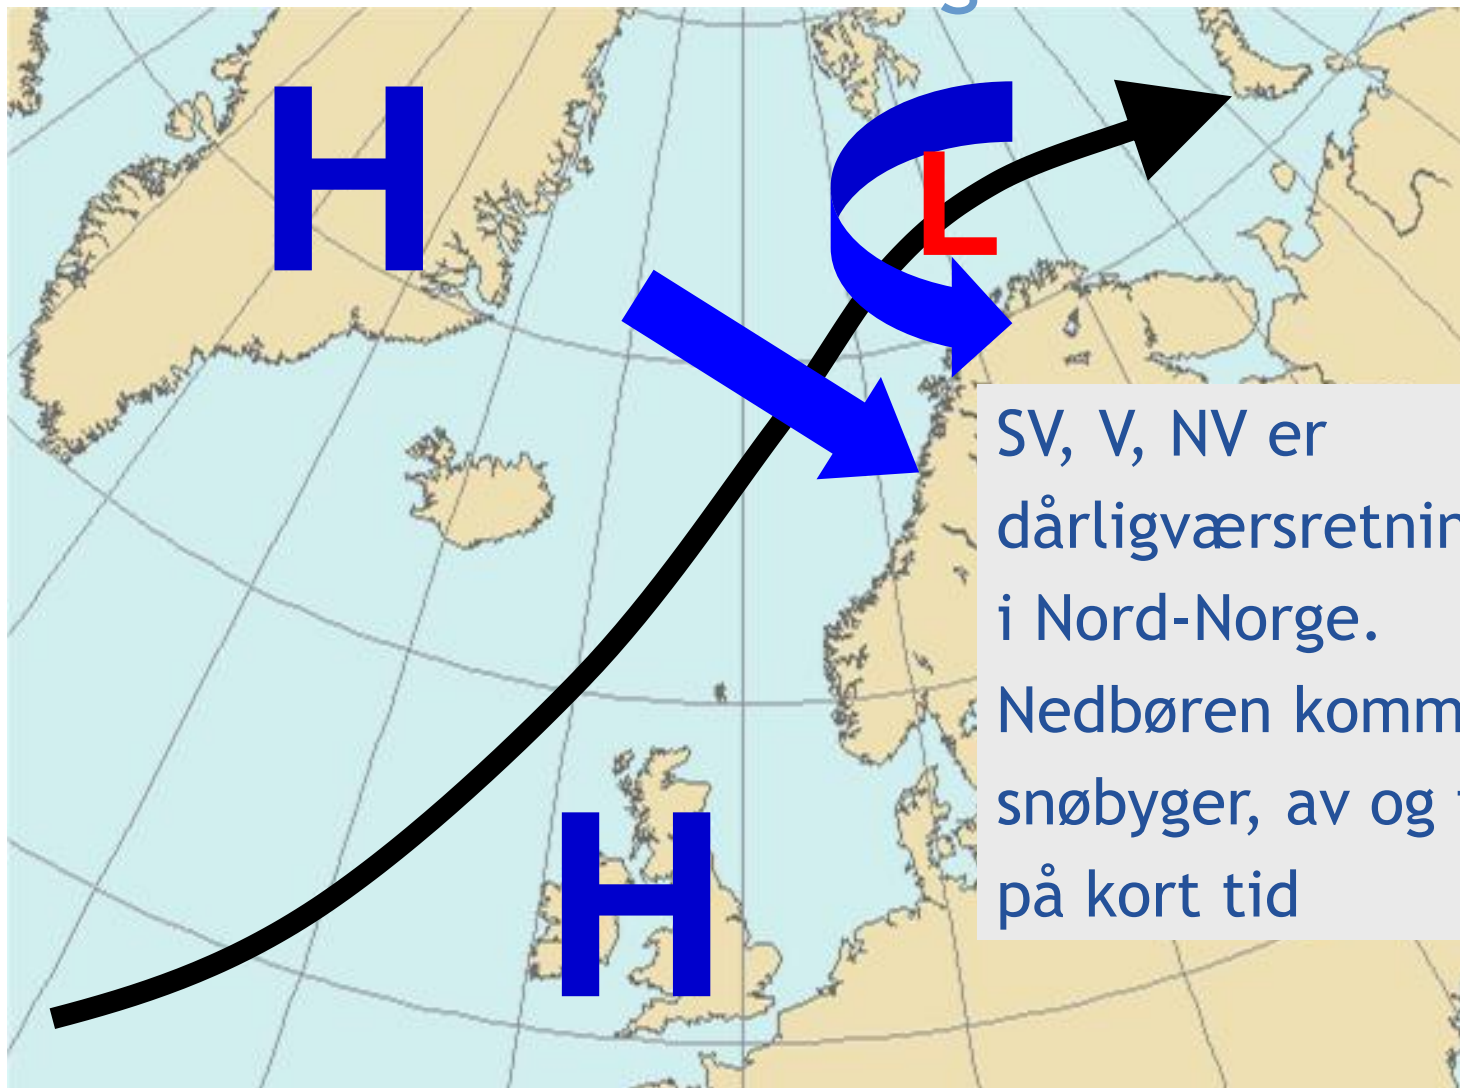 H
L
SV, V, NV er
dårligværsretnin
i Nord-Norge.
Nedbøren komm
snøbyger, av og
på kort tid
H